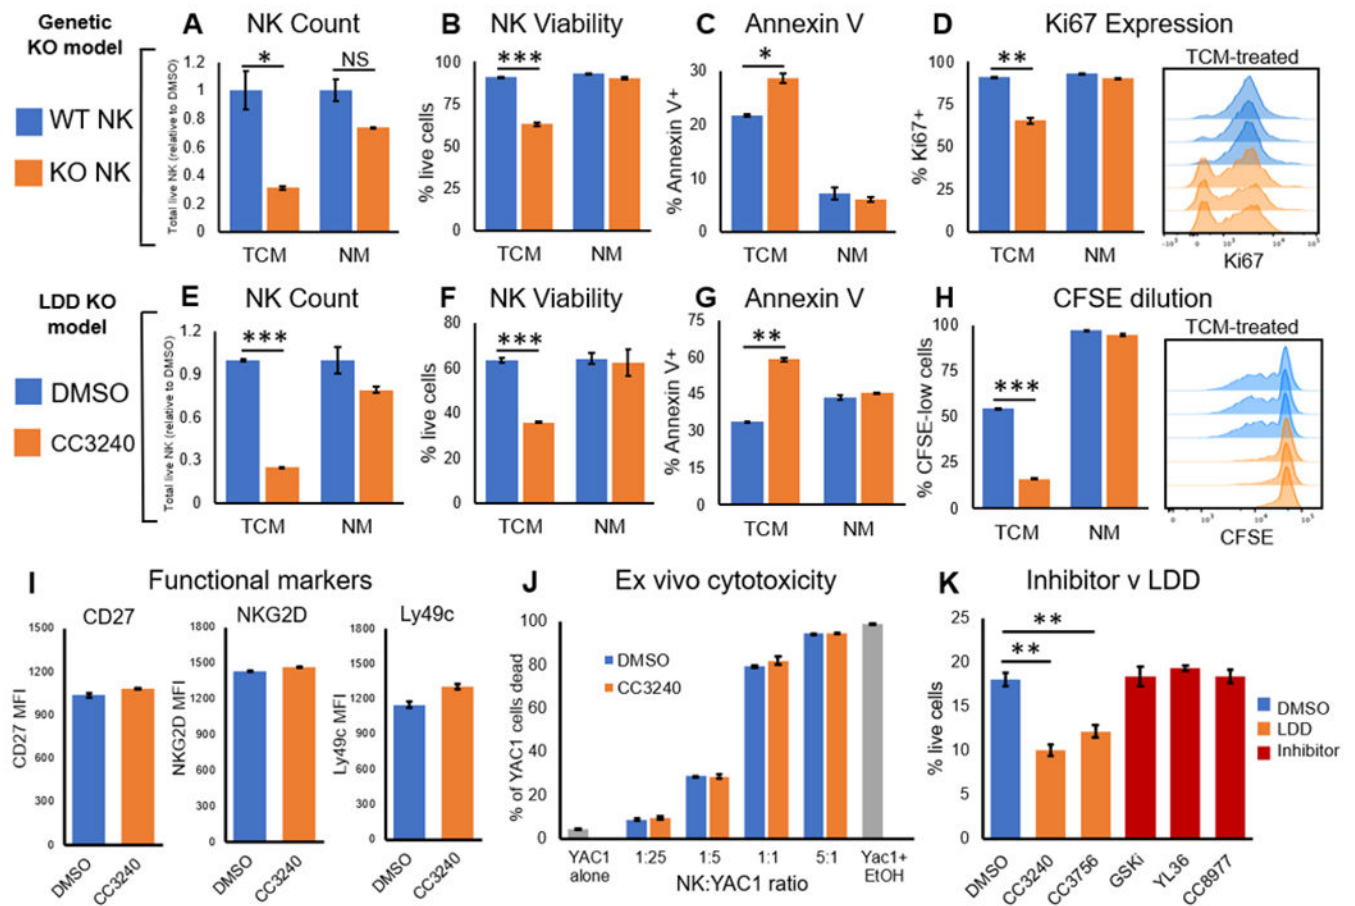 Genetic
KO model
WT NK
KO NK
A NK Count
Total live NK (relative to DMSO)
1.2
1
0.8
0.6
0.4
0.2
0
*
NS
TCM NM
B NK Viability
% live cells
100
75
50
25
0
***
TCM NM
C Annexin V
% Annexin V+
30
20
10
0
*
TCM NM
D Ki67 Expression
% Ki67+
100
75
50
25
0
**
TCM NM
TCM-treated
-10³ 0 10³ 10⁴ 10⁵
Ki67
LDD KO
model
DMSO
CC3240
E NK Count
Total live NK (relative to DMSO)
1.2
0.9
0.6
0.3
0
***
TCM NM
F NK Viability
% live cells
80
60
40
20
0
***
TCM NM
G Annexin V
% Annexin V+
75
60
45
30
15
0
**
TCM NM
H CFSE dilution
% CFSE-low cells
100
75
50
25
0
***
TCM NM
TCM-treated
0 10³ 10⁴ 10⁵
CFSE
I Functional markers
CD27
CD27 MFI
1500
1200
900
600
300
0
DMSO CC3240
NKG2D
NKG2D MFI
1800
1500
1200
900
600
300
0
DMSO CC3240
Ly49c
Ly49c MFI
1800
1500
1200
900
600
300
0
DMSO CC3240
J Ex vivo cytotoxicity
% of YAC1 cells dead
100
80
60
40
20
0
DMSO
CC3240
YAC1
alone
1:25 1:5 1:1 5:1
Yac1+
EtOH
NK:YAC1 ratio
K Inhibitor v LDD
% live cells
25
20
15
10
5
0
**
**
DMSO
LDD
Inhibitor
DMSO CC3240 CC3756 GSKi YL36 CC8977